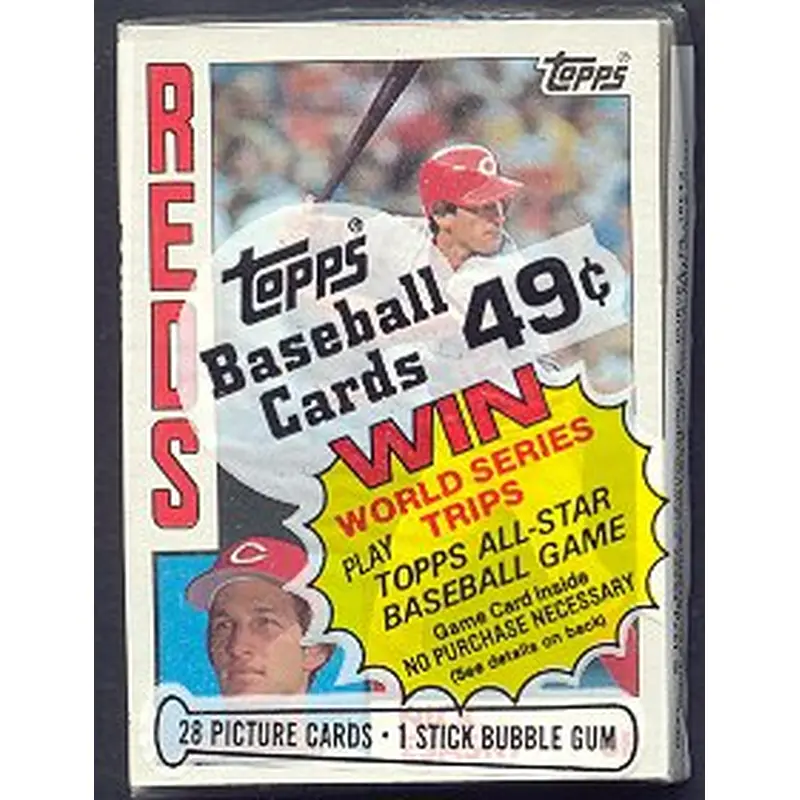 REDS
topps
topps®
Baseball
Cards 49¢
WIN
WORLD SERIES
TRIPS
PLAY
TOPPS ALL-STAR
BASEBALL GAME
Game Card Inside
NO PURCHASE NECESSARY
(See details on back)
C
C
28 PICTURE CARDS • 1 STICK BUBBLE GUM